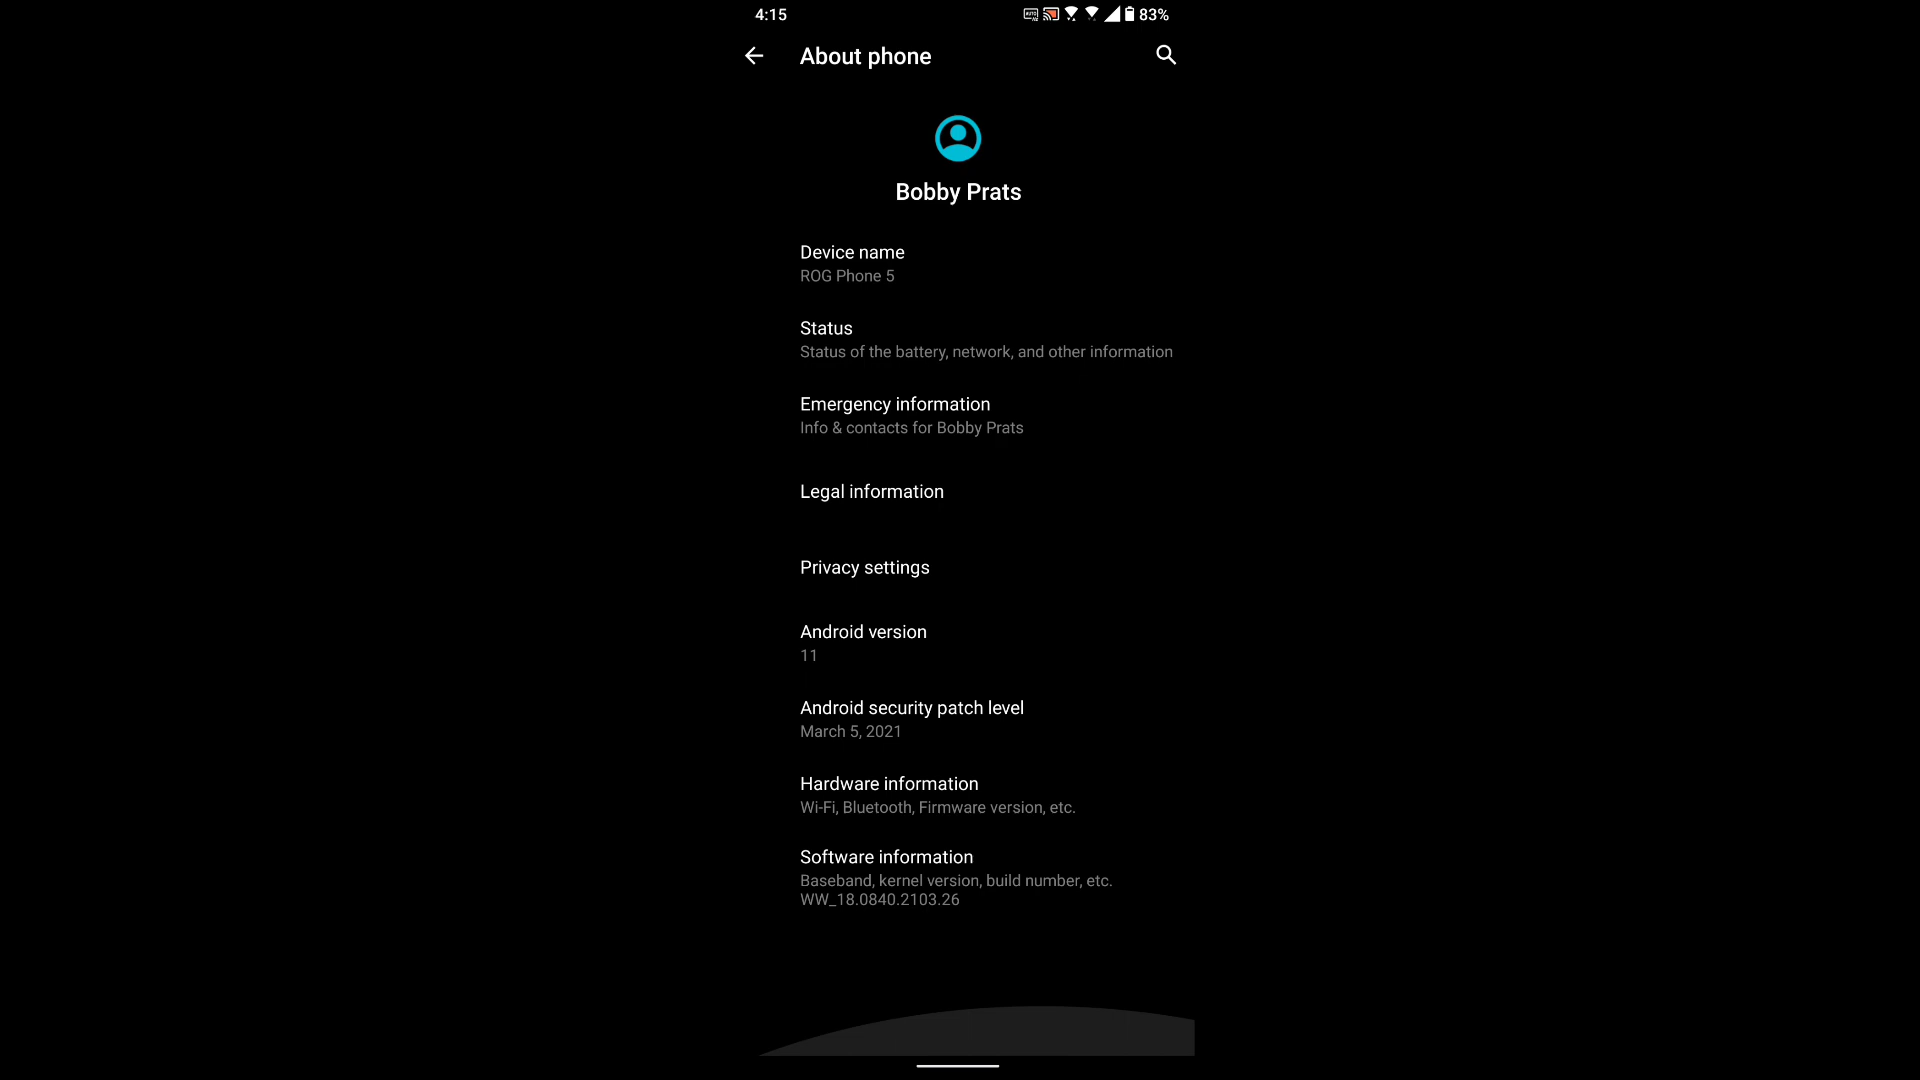 4:15
83%
About phone
Bobby Prats
Device name
ROG Phone 5
Status
Status of the battery, network, and other information
Emergency information
Info & contacts for Bobby Prats
Legal information
Privacy settings
Android version
11
Android security patch level
March 5, 2021
Hardware information
Wi-Fi, Bluetooth, Firmware version, etc.
Software information
Baseband, kernel version, build number, etc.
WW_18.0840.2103.26